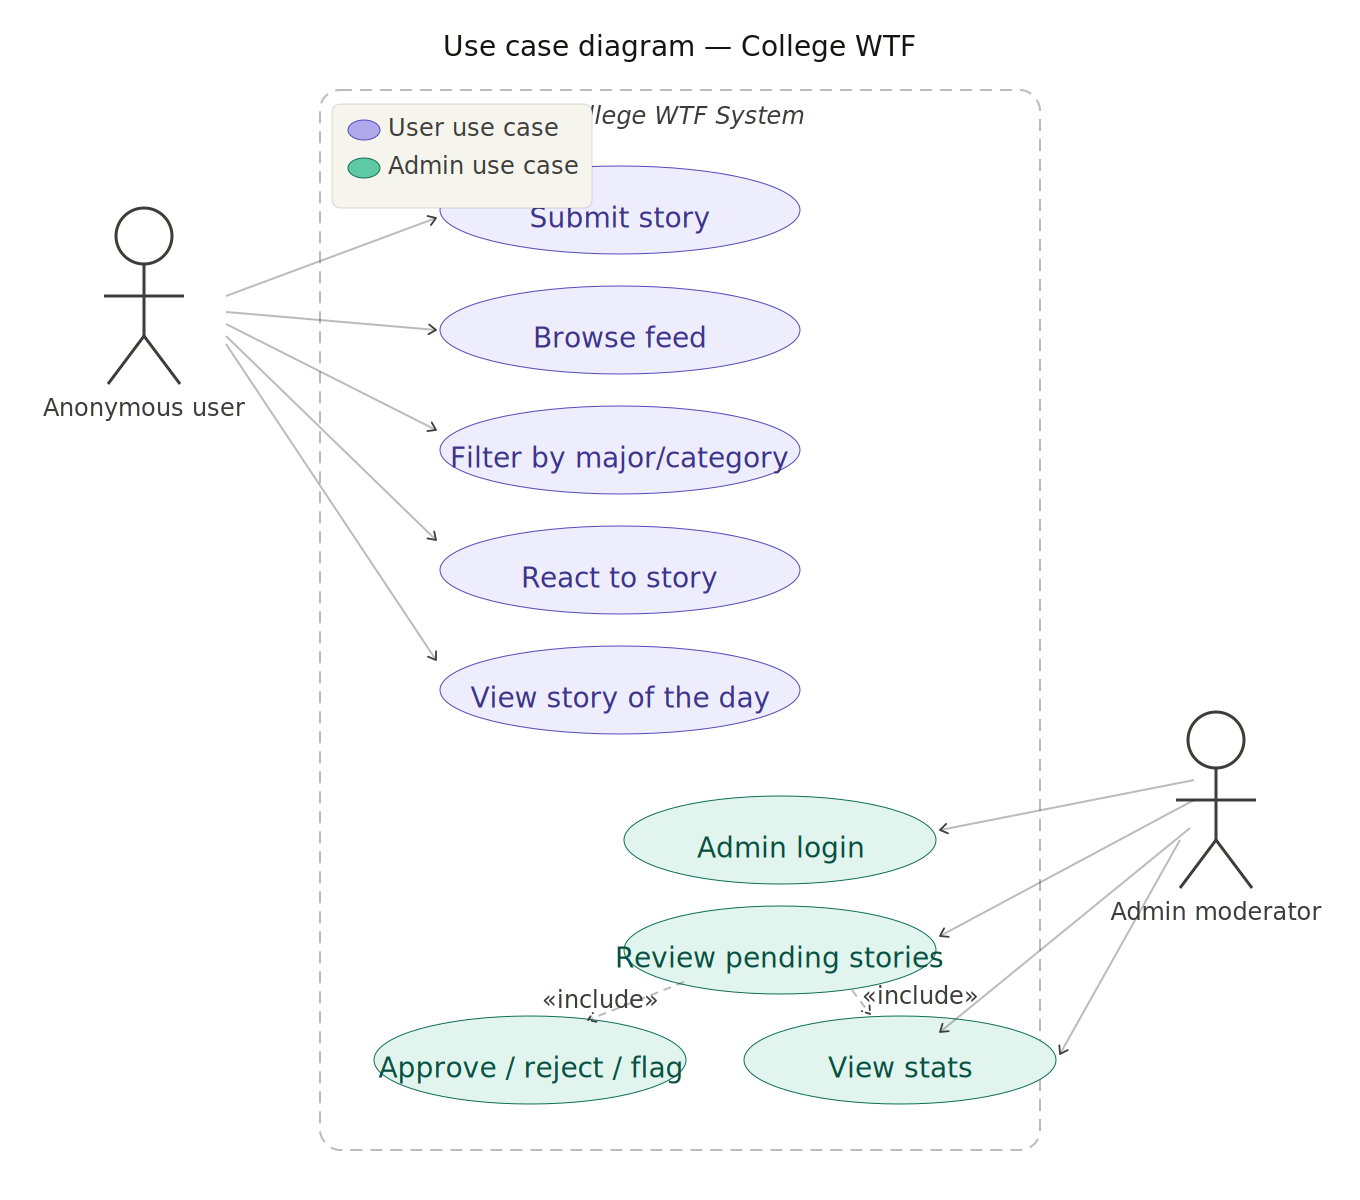 Use case diagram — College WTF
llege WTF System
User use case
Admin use case
Submit story
Browse feed
Filter by major/category
React to story
View story of the day
Anonymous user
Admin login
Review pending stories
Admin moderator
«include»
«include»
Approve / reject / flag
View stats